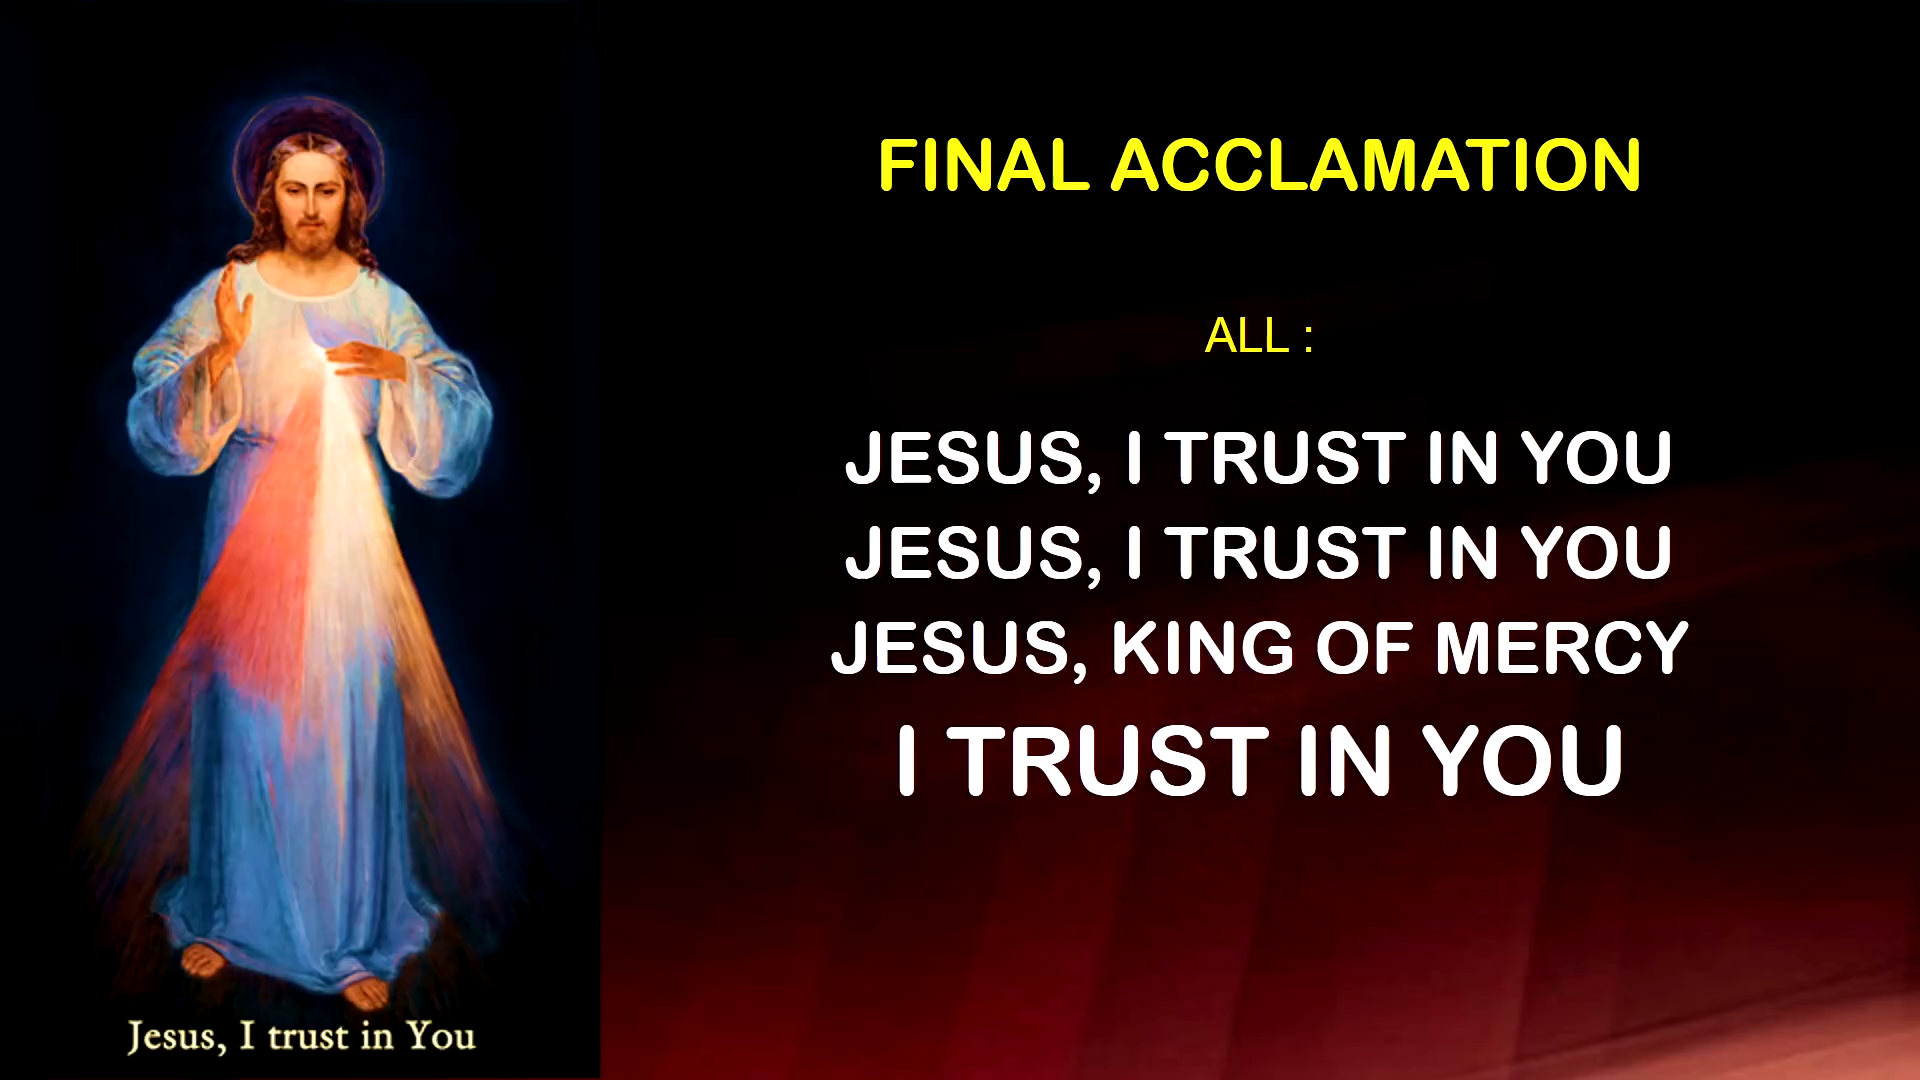 FINAL ACCLAMATION
ALL :
JESUS, I TRUST IN YOU
JESUS, I TRUST IN YOU
JESUS, KING OF MERCY
I TRUST IN YOU
Jesus, I trust in You